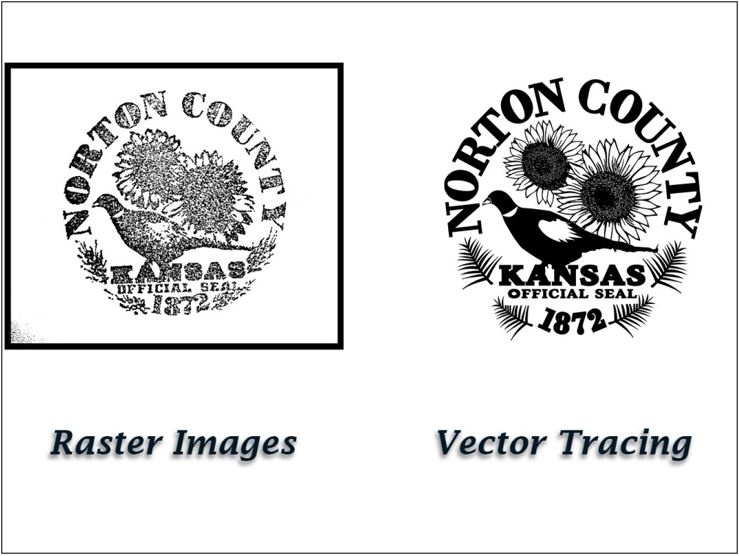 NORTON COUNTY
KANSAS
OFFICIAL SEAL
1872
Raster Images
NORTON COUNTY
KANSAS
OFFICIAL SEAL
1872
Vector Tracing